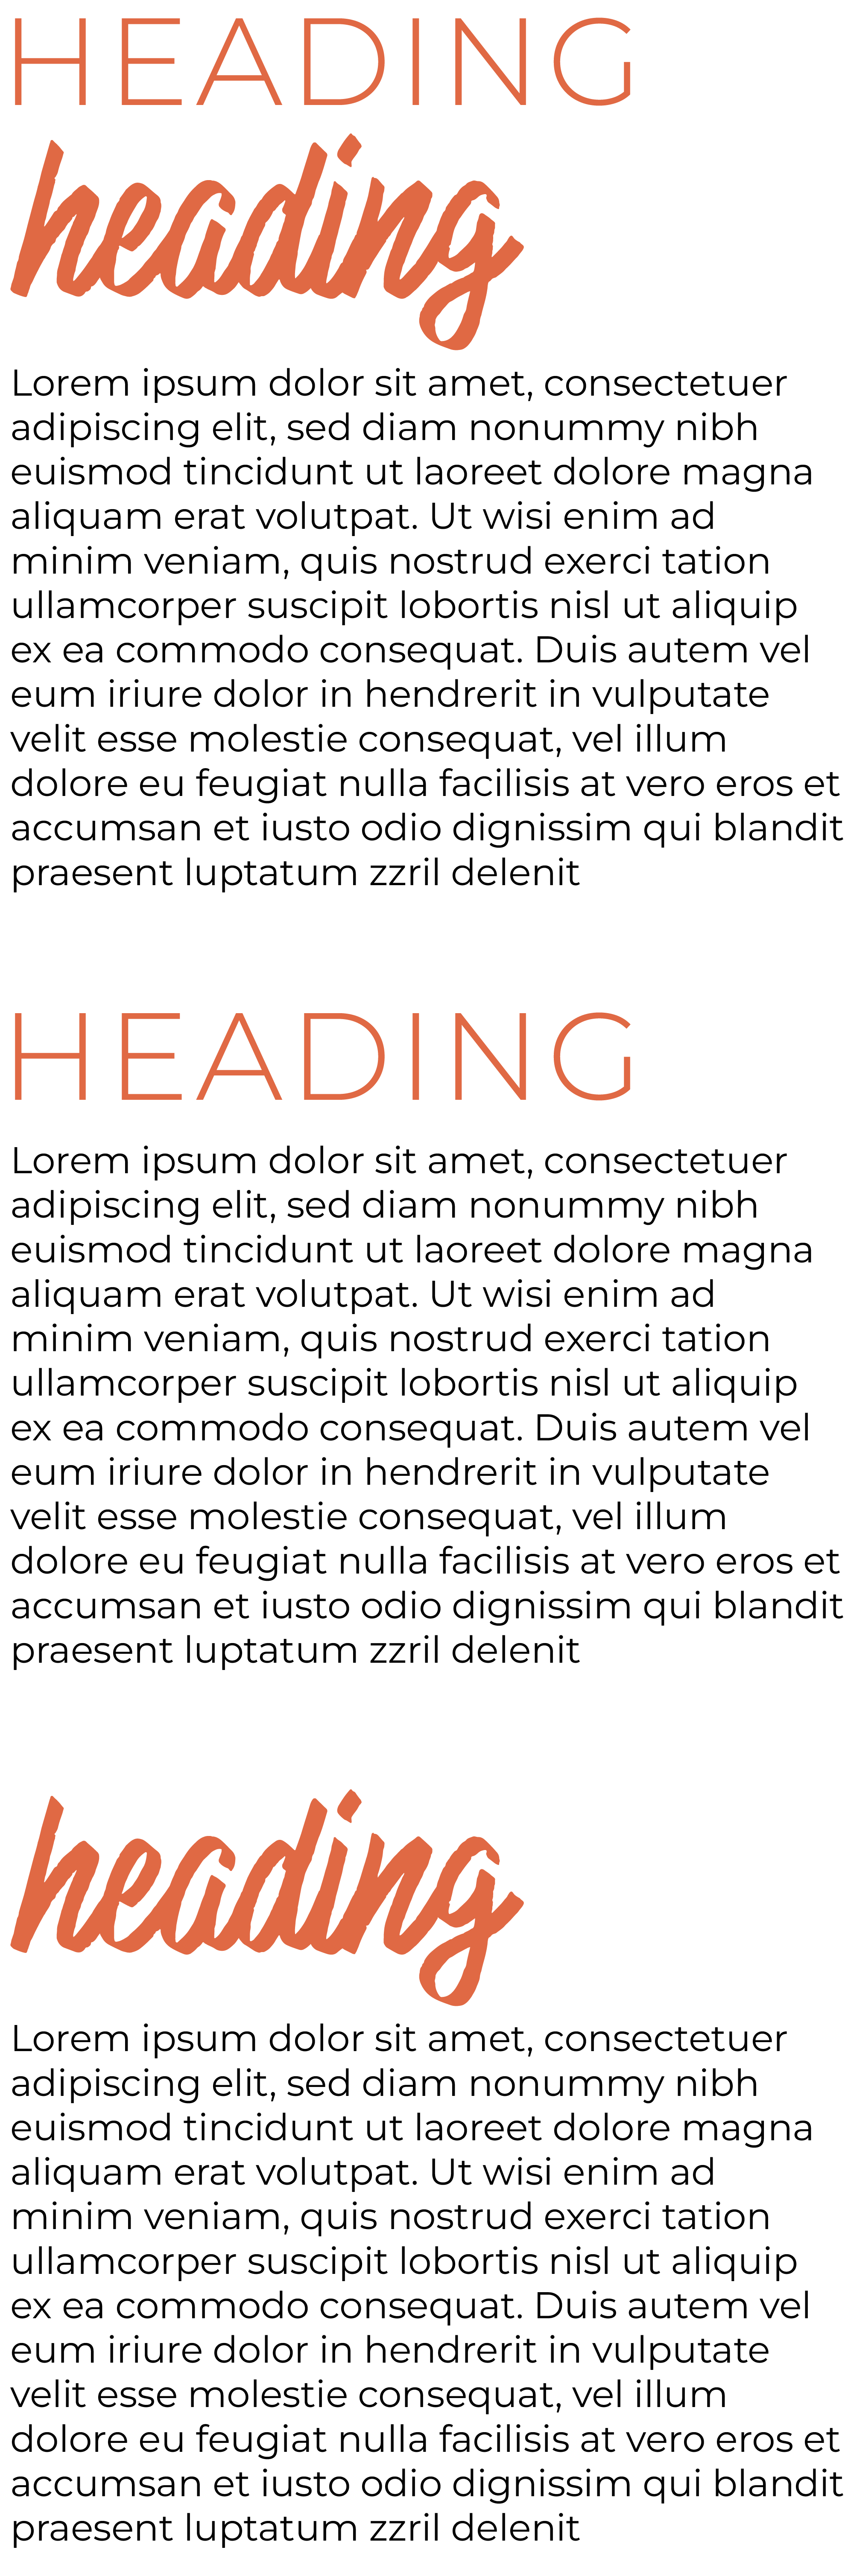 HEADING
heading
Lorem ipsum dolor sit amet, consectetuer
adipiscing elit, sed diam nonummy nibh
euismod tincidunt ut laoreet dolore magna
aliquam erat volutpat. Ut wisi enim ad
minim veniam, quis nostrud exerci tation
ullamcorper suscipit lobortis nisl ut aliquip
ex ea commodo consequat. Duis autem vel
eum iriure dolor in hendrerit in vulputate
velit esse molestie consequat, vel illum
dolore eu feugiat nulla facilisis at vero eros et
accumsan et iusto odio dignissim qui blandit
praesent luptatum zzril delenit
HEADING
Lorem ipsum dolor sit amet, consectetuer
adipiscing elit, sed diam nonummy nibh
euismod tincidunt ut laoreet dolore magna
aliquam erat volutpat. Ut wisi enim ad
minim veniam, quis nostrud exerci tation
ullamcorper suscipit lobortis nisl ut aliquip
ex ea commodo consequat. Duis autem vel
eum iriure dolor in hendrerit in vulputate
velit esse molestie consequat, vel illum
dolore eu feugiat nulla facilisis at vero eros et
accumsan et iusto odio dignissim qui blandit
praesent luptatum zzril delenit
heading
Lorem ipsum dolor sit amet, consectetuer
adipiscing elit, sed diam nonummy nibh
euismod tincidunt ut laoreet dolore magna
aliquam erat volutpat. Ut wisi enim ad
minim veniam, quis nostrud exerci tation
ullamcorper suscipit lobortis nisl ut aliquip
ex ea commodo consequat. Duis autem vel
eum iriure dolor in hendrerit in vulputate
velit esse molestie consequat, vel illum
dolore eu feugiat nulla facilisis at vero eros et
accumsan et iusto odio dignissim qui blandit
praesent luptatum zzril delenit